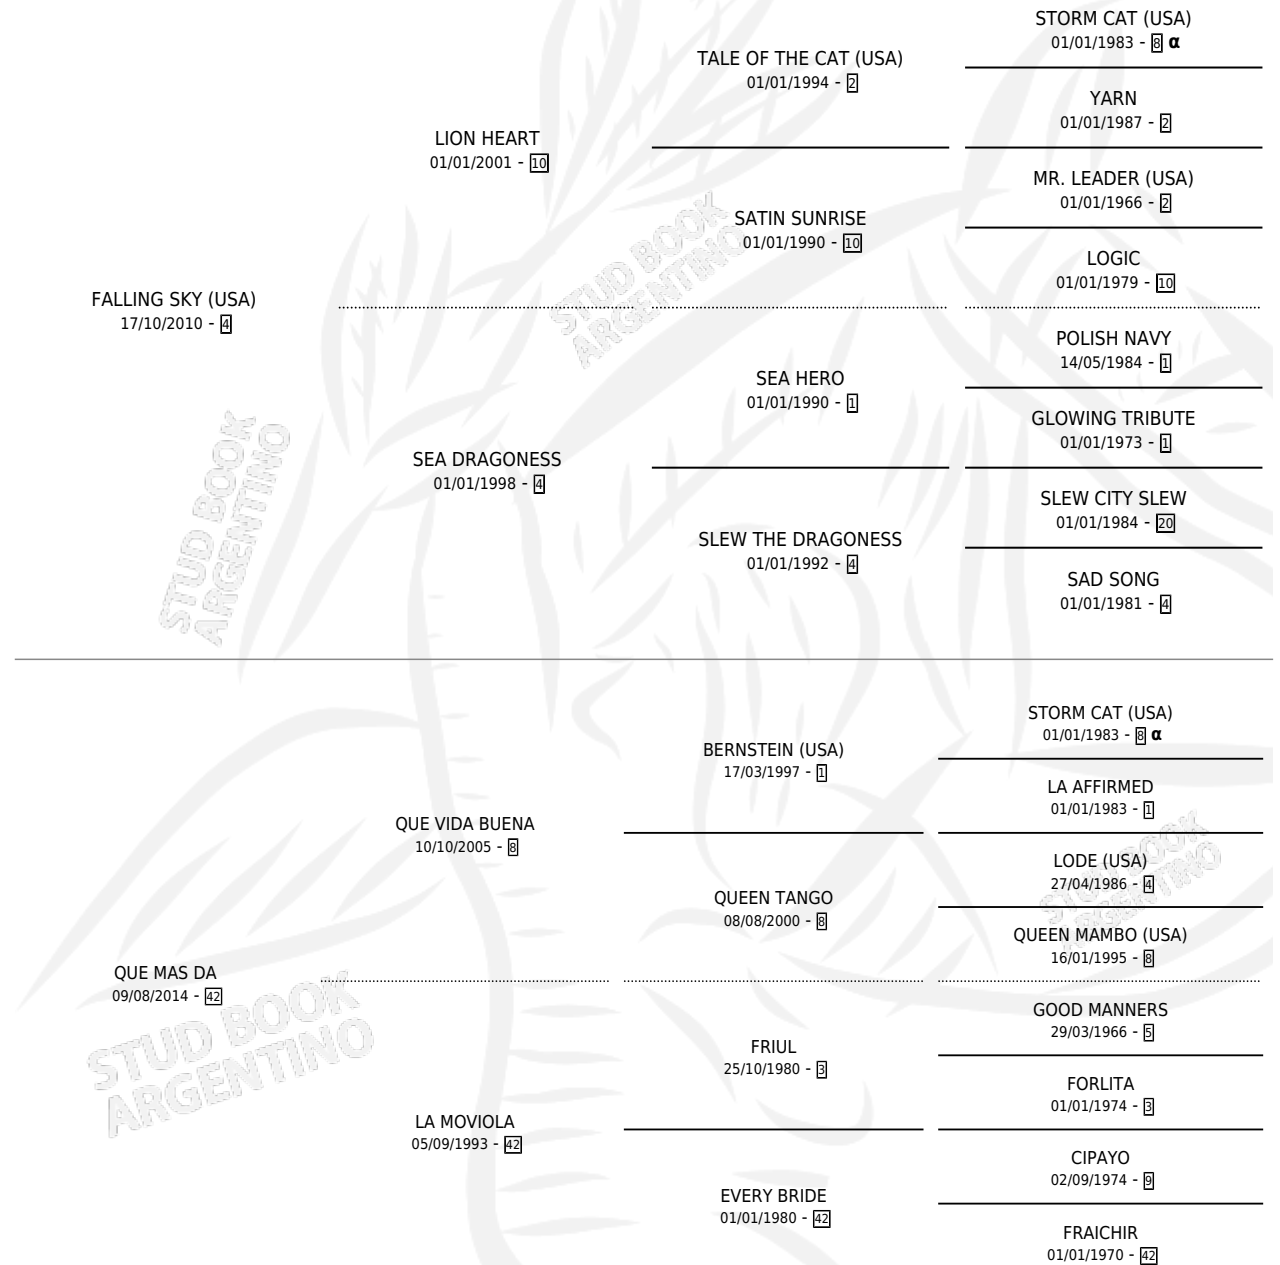 STORM CAT (USA)
01/01/1983 - 8 α
TALE OF THE CAT (USA)
01/01/1994 - 2
YARN
01/01/1987 - 2
LION HEART
01/01/2001 - 10
MR. LEADER (USA)
01/01/1966 - 2
SATIN SUNRISE
01/01/1990 - 10
LOGIC
01/01/1979 - 10
FALLING SKY (USA)
17/10/2010 - 4
STUD BOOK
ARGENTINO
POLISH NAVY
14/05/1984 - 1
SEA HERO
01/01/1990 - 1
GLOWING TRIBUTE
01/01/1973 - 1
SEA DRAGONESS
01/01/1998 - 4
SLEW CITY SLEW
01/01/1984 - 20
SLEW THE DRAGONESS
01/01/1992 - 4
SAD SONG
01/01/1981 - 4
STUD BOOK
ARGENTINO
STORM CAT (USA)
01/01/1983 - 8 α
BERNSTEIN (USA)
17/03/1997 - 1
LA AFFIRMED
01/01/1983 - 1
QUE VIDA BUENA
10/10/2005 - 8
LODE (USA)
27/04/1986 - 4
QUEEN TANGO
08/08/2000 - 8
QUEEN MAMBO (USA)
16/01/1995 - 8
STUD BOOK
ARGENTINO
QUE MAS DA
09/08/2014 - 42
GOOD MANNERS
29/03/1966 - 5
FRIUL
25/10/1980 - 3
FORLITA
01/01/1974 - 3
LA MOVIOLA
05/09/1993 - 42
CIPAYO
02/09/1974 - 9
EVERY BRIDE
01/01/1980 - 42
FRAICHIR
01/01/1970 - 42
STUD BOOK
ARGENTINO